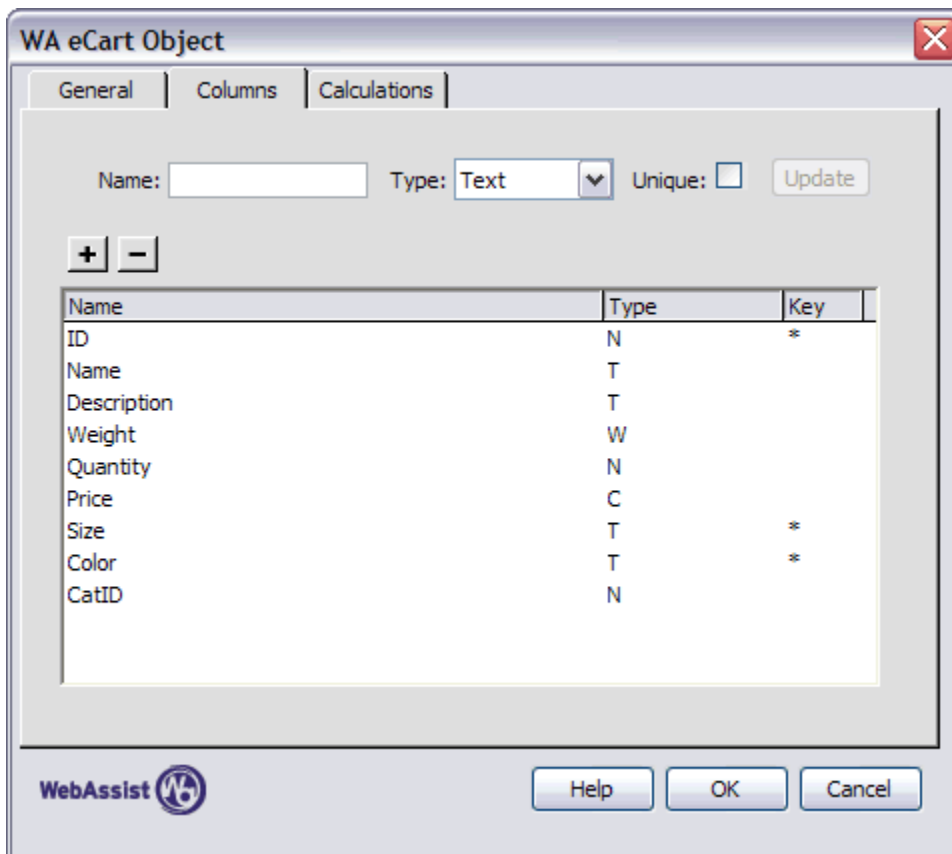 WA eCart Object
General Columns Calculations
Name: Type: Text Unique: Update
+ -
Name Type Key
ID N *
Name T
Description T
Weight W
Quantity N
Price C
Size T *
Color T *
CatID N
WebAssist Help OK Cancel